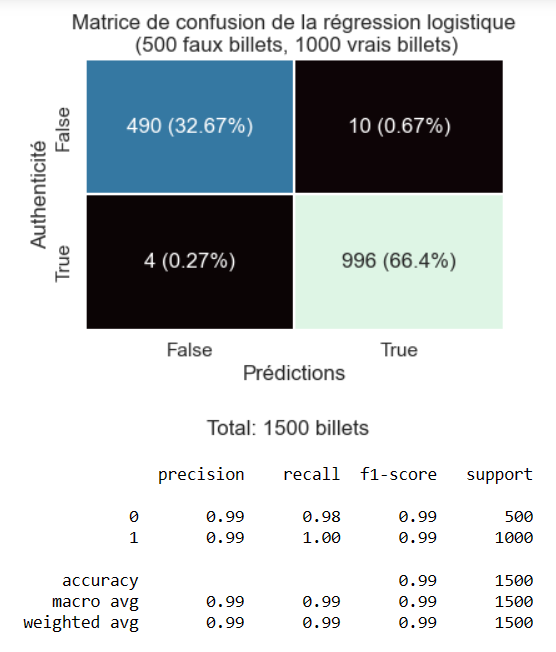 Matrice de confusion de la régression logistique
(500 faux billets, 1000 vrais billets)
Authenticité
False
490 (32.67%)
10 (0.67%)
True
4 (0.27%)
996 (66.4%)
False
True
Prédictions
Total: 1500 billets
precision recall f1-score support
0 0.99 0.98 0.99 500
1 0.99 1.00 0.99 1000
accuracy 0.99 1500
macro avg 0.99 0.99 0.99 1500
weighted avg 0.99 0.99 0.99 1500